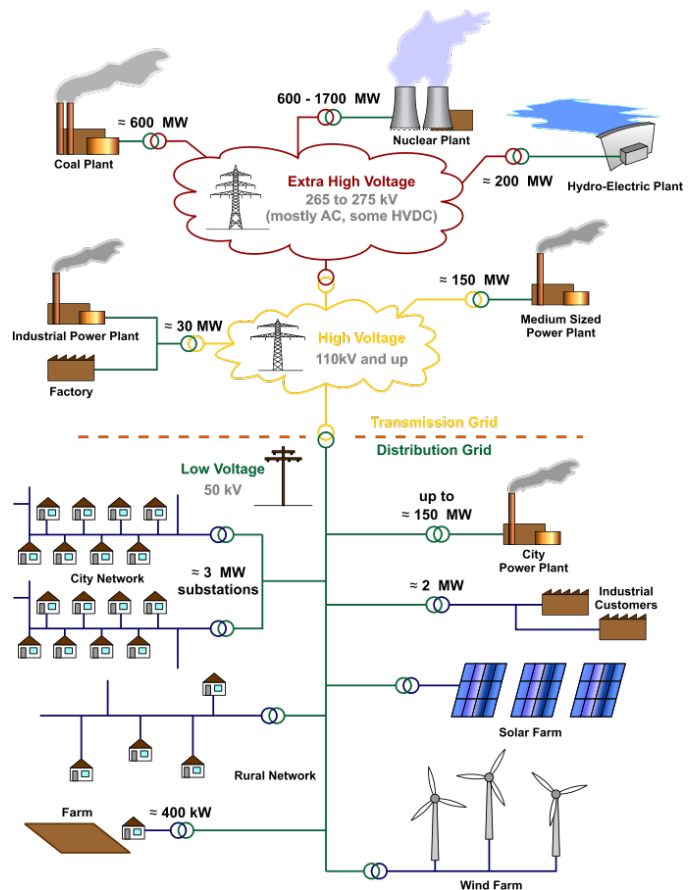 600 - 1700 MW
≈ 600 MW
Nuclear Plant
Coal Plant
Extra High Voltage
265 to 275 kV
(mostly AC, some HVDC)
≈ 200 MW
Hydro-Electric Plant
≈ 150 MW
Industrial Power Plant
≈ 30 MW
High Voltage
110kV and up
Medium Sized
Power Plant
Factory
Transmission Grid
Distribution Grid
Low Voltage
50 kV
up to
≈ 150 MW
City
Power Plant
City Network
≈ 3 MW
substations
≈ 2 MW
Industrial
Customers
Solar Farm
Rural Network
Farm
≈ 400 kW
Wind Farm